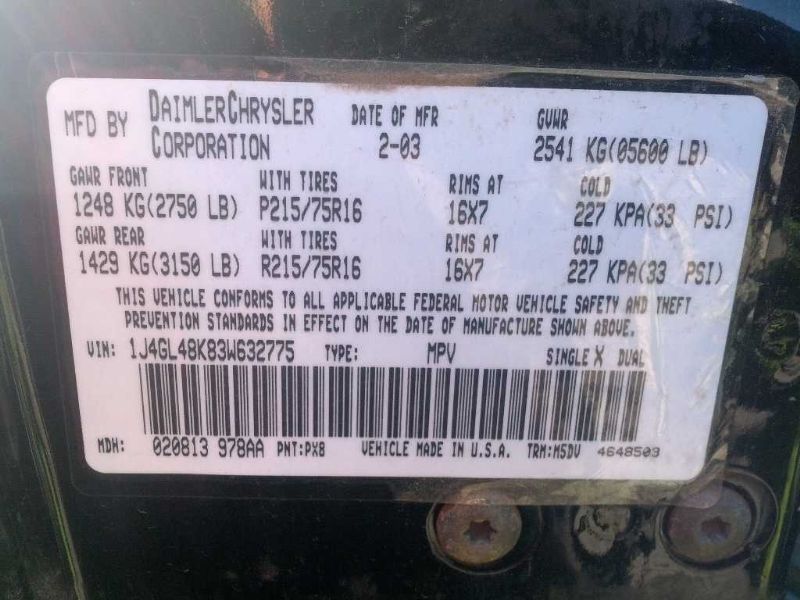 MFD BY DAIMLERCHRYSLER CORPORATION
DATE OF MFR 2-03
GVWR 2541 KG(05600 LB)
GAWR FRONT WITH TIRES RIMS AT COLD
1248 KG(2750 LB) P215/75R16 16X7 227 KPA(33 PSI)
GAWR REAR WITH TIRES RIMS AT COLD
1429 KG(3150 LB) R215/75R16 16X7 227 KPA(33 PSI)
THIS VEHICLE CONFORMS TO ALL APPLICABLE FEDERAL MOTOR VEHICLE SAFETY AND THEFT
PREVENTION STANDARDS IN EFFECT ON THE DATE OF MANUFACTURE SHOWN ABOVE.
VIN: 1J4GL48K83W632775 TYPE: MPV SINGLE X DUAL
MDH: 020813 978AA PNT:PX8 VEHICLE MADE IN U.S.A. TRM:M5DV 4648503